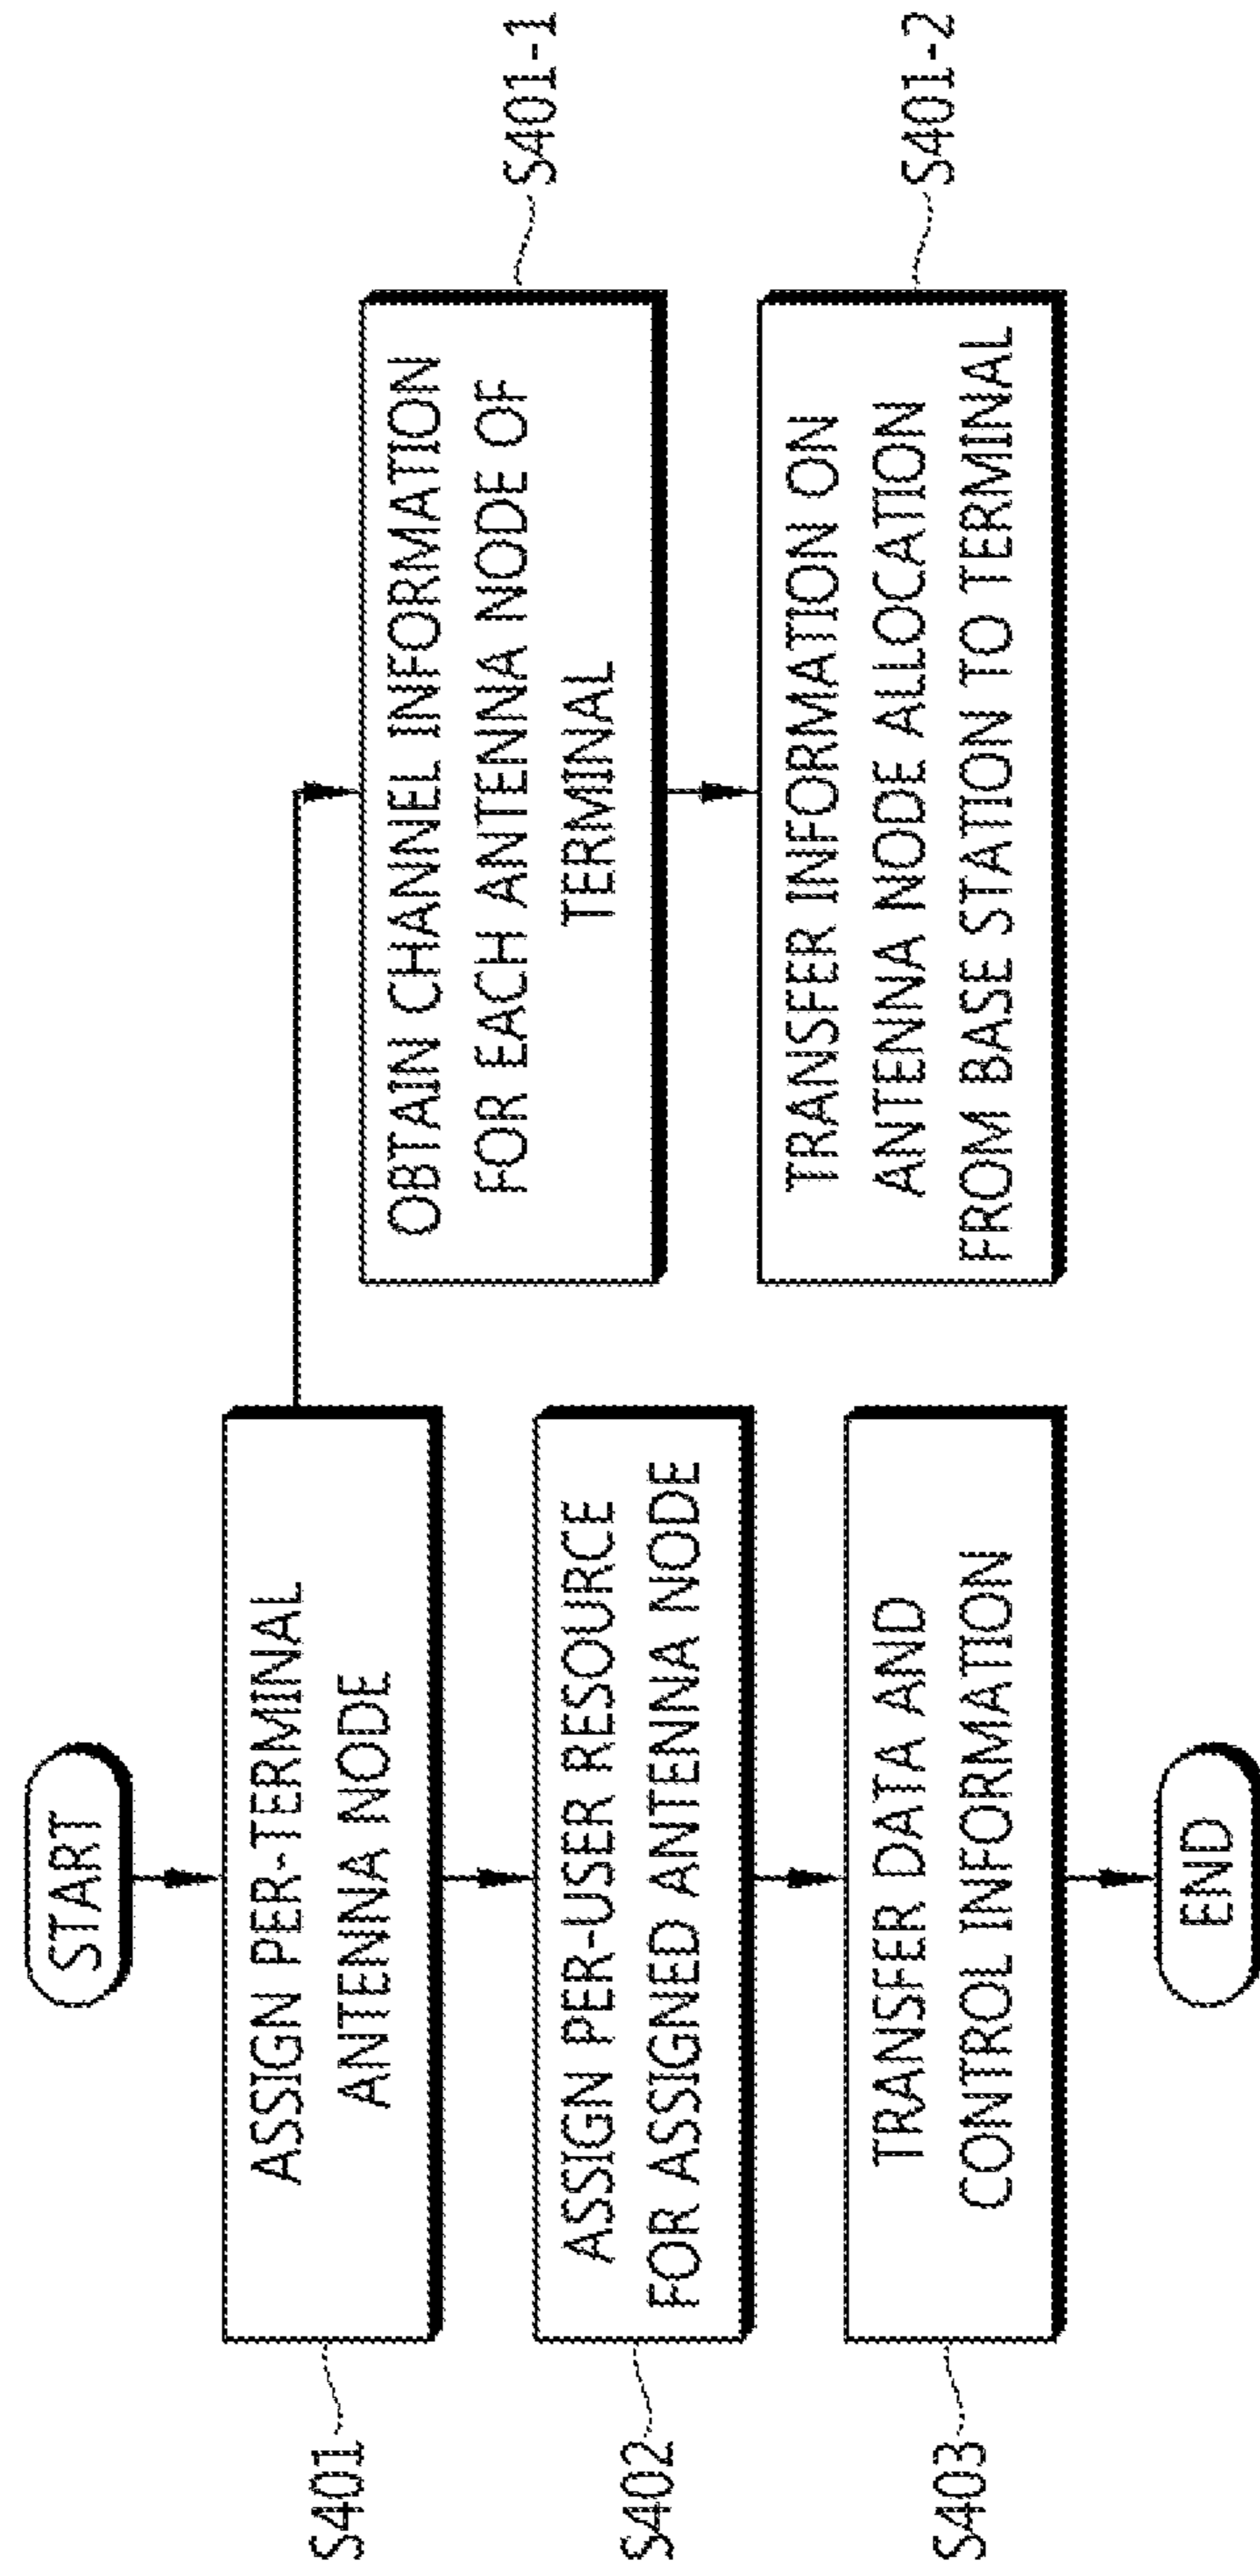 START
S401
ASSIGN PER-TERMINAL
ANTENNA NODE
S402
ASSIGN PER-USER RESOURCE
FOR ASSIGNED ANTENNA NODE
S403
TRANSFER DATA AND
CONTROL INFORMATION
END
OBTAIN CHANNEL INFORMATION
FOR EACH ANTENNA NODE OF
TERMINAL
S401-1
TRANSFER INFORMATION ON
ANTENNA NODE ALLOCATION
FROM BASE STATION TO TERMINAL
S401-2